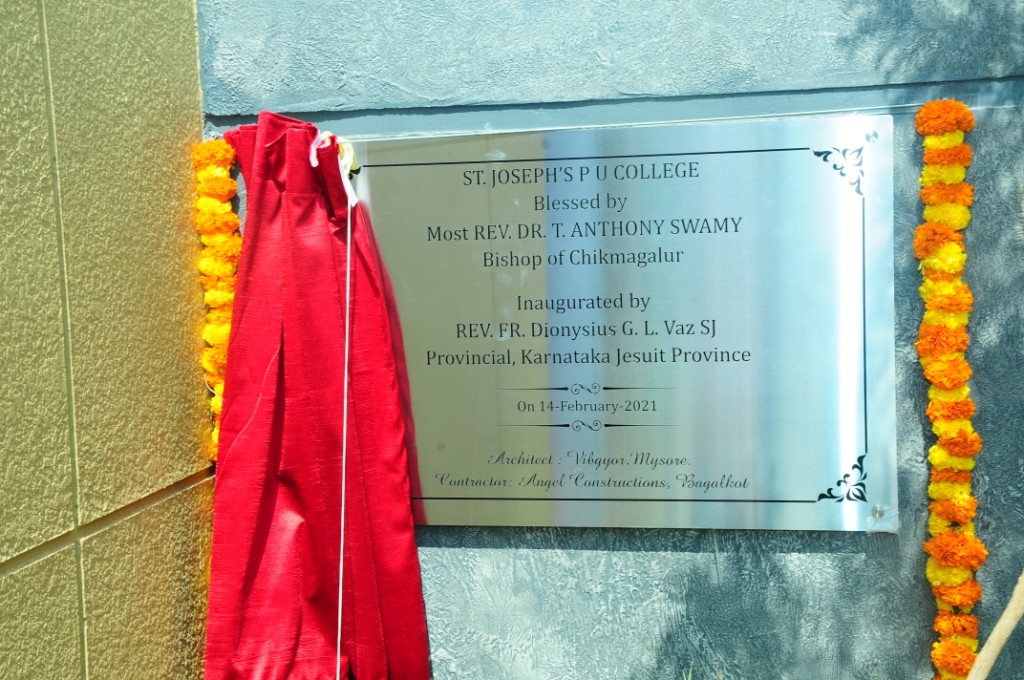 ST. JOSEPH'S P U COLLEGE
Blessed by
Most REV. DR. T. ANTHONY SWAMY
Bishop of Chikmagalur
Inaugurated by
REV. FR. Dionysius G. L. Vaz SJ
Provincial, Karnataka Jesuit Province
On 14-February-2021
Architect : Vibgyor, Mysore.
Contractor: Angel Constructions, Bagalkot